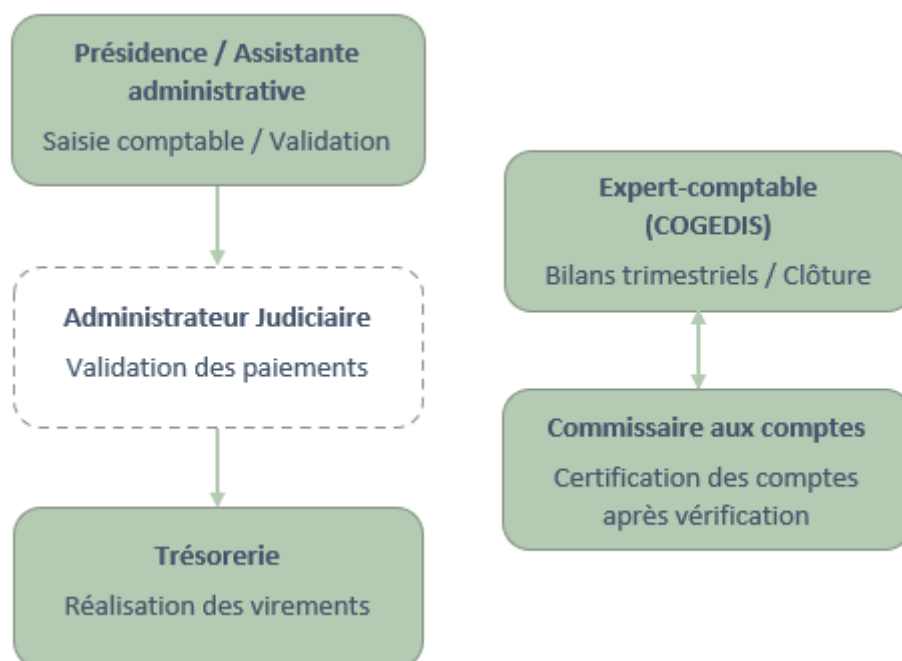 Présidence / Assistante
administrative
Saisie comptable / Validation
Administrateur Judiciaire
Validation des paiements
Trésorerie
Réalisation des virements
Expert-comptable
(COGEDIS)
Bilans trimestriels / Clôture
Commissaire aux comptes
Certification des comptes
après vérification